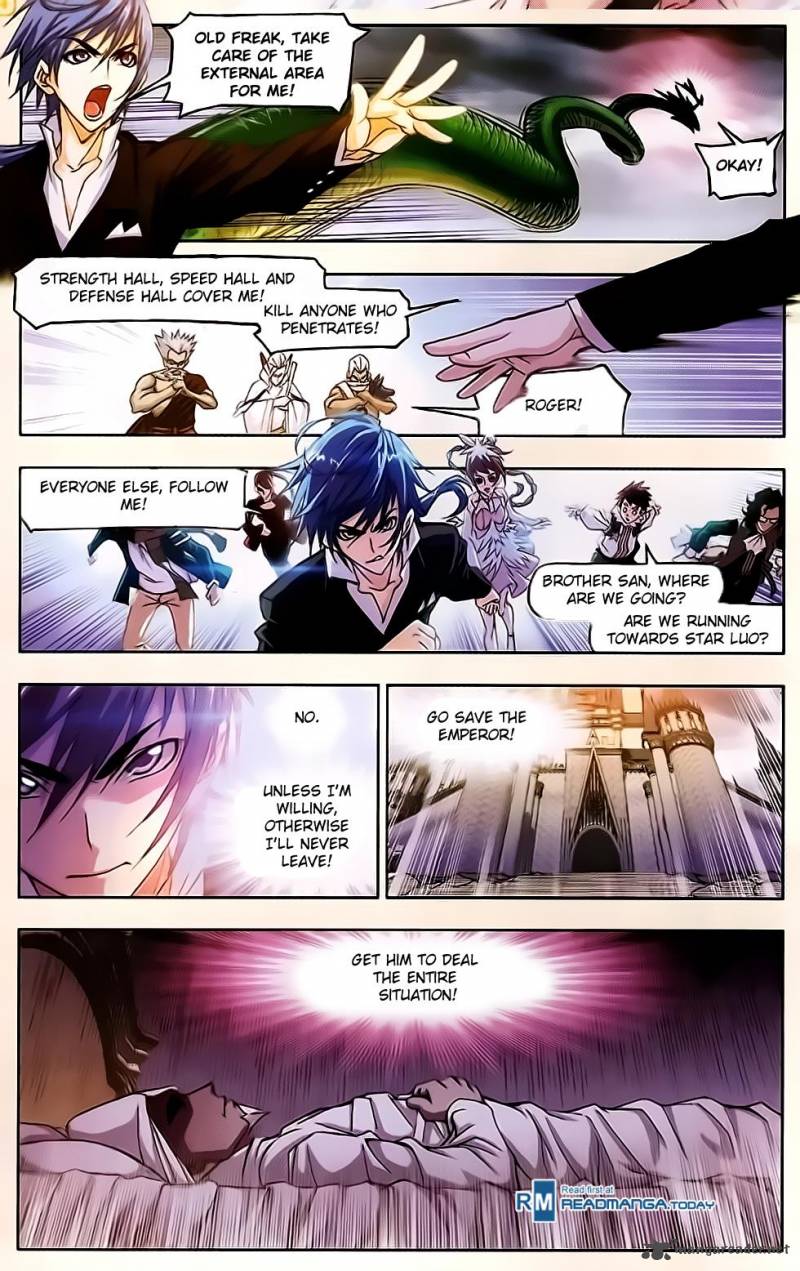 OLD FREAK, TAKE
CARE OF THE
EXTERNAL AREA
FOR ME!
OKAY!
STRENGTH HALL, SPEED HALL AND
DEFENSE HALL COVER ME!
KILL ANYONE WHO
PENETRATES!
ROGER!
EVERYONE ELSE, FOLLOW
ME!
BROTHER SAN, WHERE
ARE WE GOING?
ARE WE RUNNING
TOWARDS STAR LUO?
NO.
UNLESS I'M
WILLING,
OTHERWISE
I'LL NEVER
LEAVE!
GO SAVE THE
EMPEROR!
GET HIM TO DEAL
THE ENTIRE
SITUATION!
RM Read first at
READMANGA.TODAY
mangareader.net